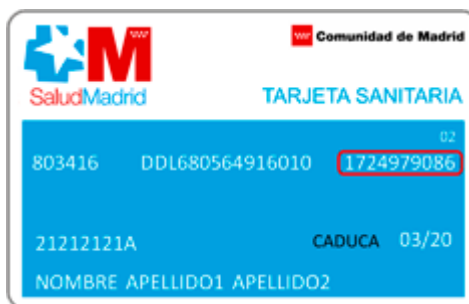 Comunidad de Madrid
SaludMadrid
TARJETA SANITARIA
02
803416 DDL680564916010 1724979086
21212121A CADUCA 03/20
NOMBRE APELLIDO1 APELLIDO2